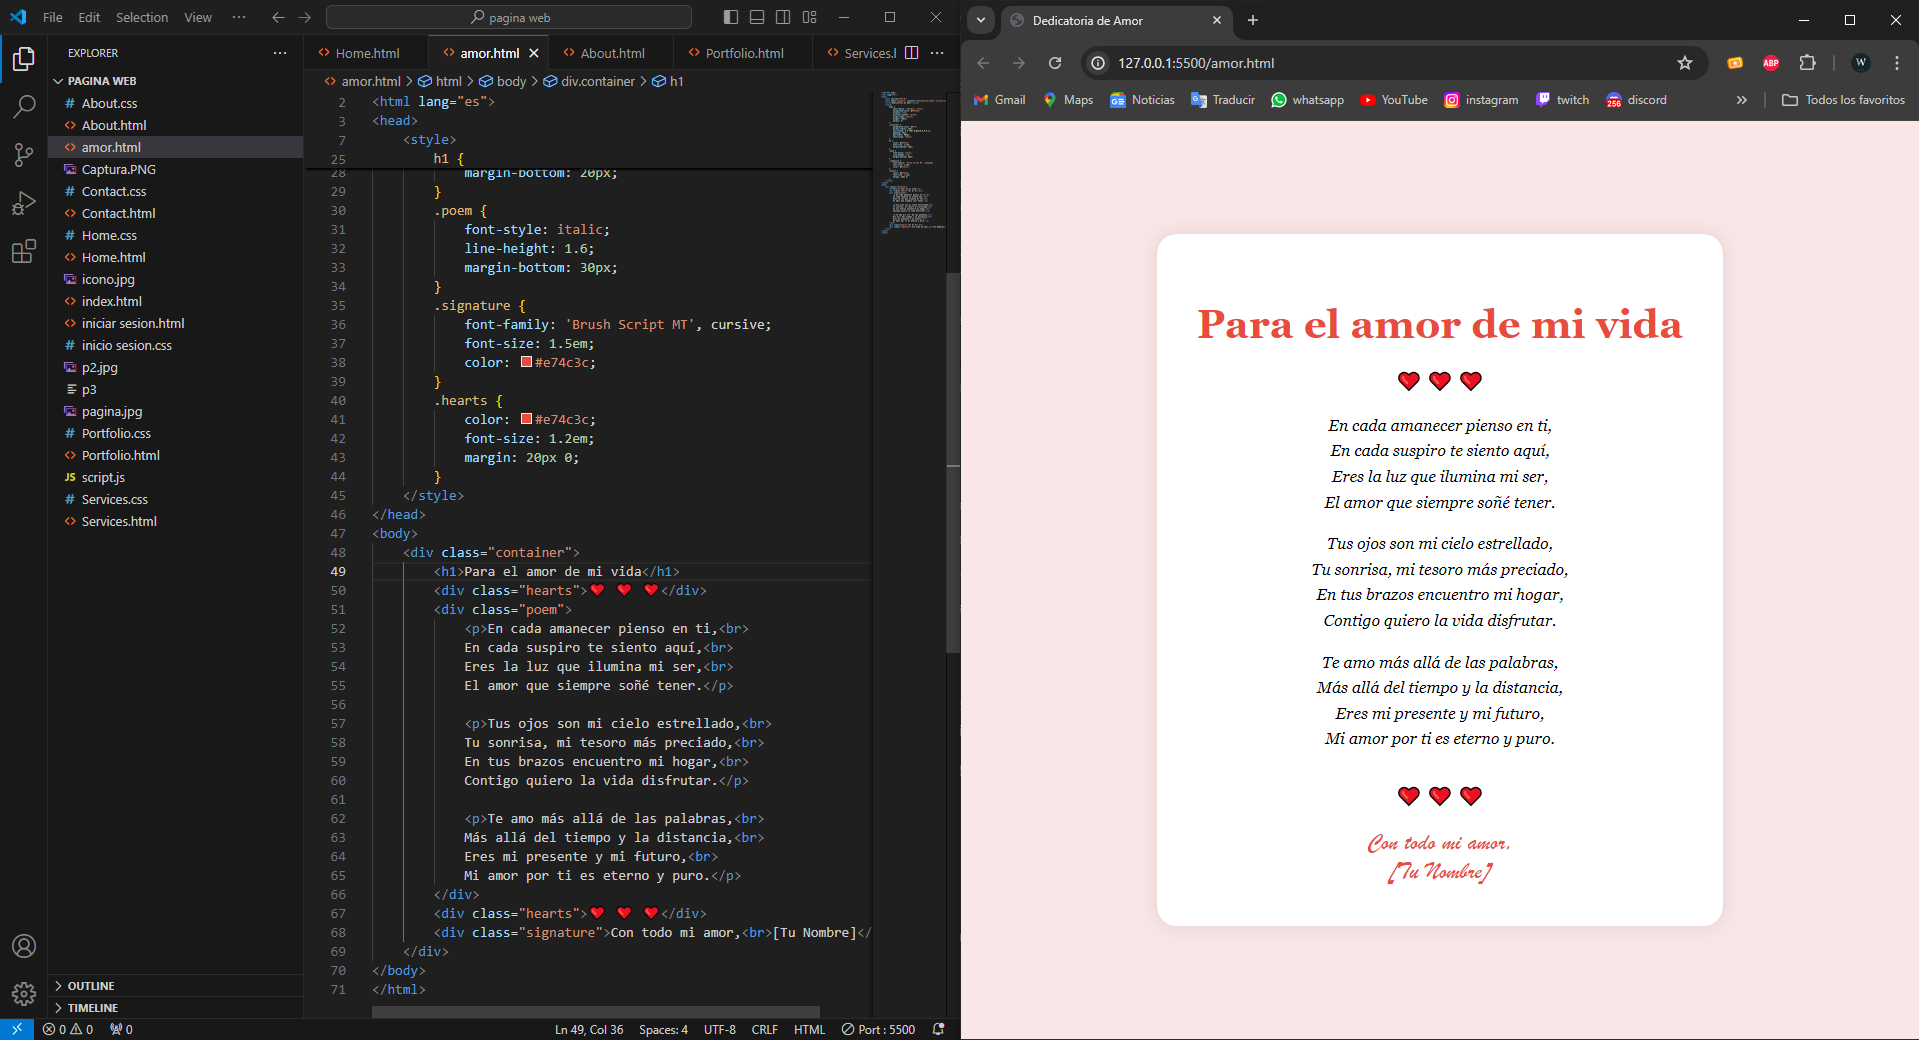 File Edit Selection View ··· pagina web
EXPLORER ···
PAGINA WEB
# About.css
About.html
amor.html
Captura.PNG
# Contact.css
Contact.html
# Home.css
Home.html
icono.jpg
index.html
iniciar sesion.html
# inicio sesion.css
p2.jpg
p3
pagina.jpg
# Portfolio.css
Portfolio.html
JS script.js
# Services.css
Services.html
OUTLINE
TIMELINE
Home.html amor.html About.html Portfolio.html Services.l ···
amor.html > html > body > div.container > h1
2 <html lang="es">
3 <head>
7 <style>
25 h1 {
28 margin-bottom: 20px;
29 }
30 .poem {
31 font-style: italic;
32 line-height: 1.6;
33 margin-bottom: 30px;
34 }
35 .signature {
36 font-family: 'Brush Script MT', cursive;
37 font-size: 1.5em;
38 color: #e74c3c;
39 }
40 .hearts {
41 color: #e74c3c;
42 font-size: 1.2em;
43 margin: 20px 0;
44 }
45 </style>
46 </head>
47 <body>
48 <div class="container">
49 <h1>Para el amor de mi vida</h1>
50 <div class="hearts">❤️ ❤️ ❤️</div>
51 <div class="poem">
52 <p>En cada amanecer pienso en ti,<br>
53 En cada suspiro te siento aquí,<br>
54 Eres la luz que ilumina mi ser,<br>
55 El amor que siempre soñé tener.</p>
56
57 <p>Tus ojos son mi cielo estrellado,<br>
58 Tu sonrisa, mi tesoro más preciado,<br>
59 En tus brazos encuentro mi hogar,<br>
60 Contigo quiero la vida disfrutar.</p>
61
62 <p>Te amo más allá de las palabras,<br>
63 Más allá del tiempo y la distancia,<br>
64 Eres mi presente y mi futuro,<br>
65 Mi amor por ti es eterno y puro.</p>
66 </div>
67 <div class="hearts">❤️ ❤️ ❤️</div>
68 <div class="signature">Con todo mi amor,<br>[Tu Nombre]</
69 </div>
70 </body>
71 </html>
0 0 0 Ln 49, Col 36 Spaces: 4 UTF-8 CRLF HTML Port : 5500
Dedicatoria de Amor
127.0.0.1:5500/amor.html ABP W
Gmail Maps Noticias Traducir whatsapp YouTube instagram twitch 256 discord » Todos los favoritos
Para el amor de mi vida
❤️ ❤️ ❤️
En cada amanecer pienso en ti,
En cada suspiro te siento aquí,
Eres la luz que ilumina mi ser,
El amor que siempre soñé tener.
Tus ojos son mi cielo estrellado,
Tu sonrisa, mi tesoro más preciado,
En tus brazos encuentro mi hogar,
Contigo quiero la vida disfrutar.
Te amo más allá de las palabras,
Más allá del tiempo y la distancia,
Eres mi presente y mi futuro,
Mi amor por ti es eterno y puro.
❤️ ❤️ ❤️
Con todo mi amor,
[Tu Nombre]